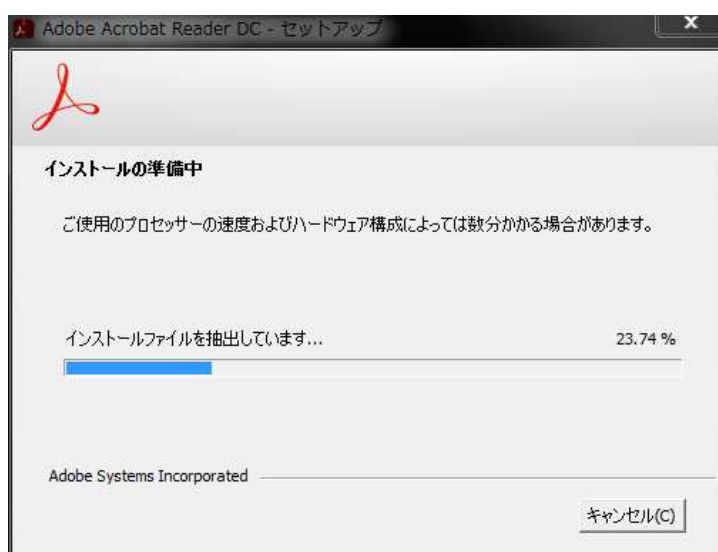 Adobe Acrobat Reader DC - セットアップ
インストールの準備中
ご使用のプロセッサーの速度およびハードウェア構成によっては数分かかる場合があります。
インストールファイルを抽出しています... 23.74 %
Adobe Systems Incorporated
キャンセル(C)